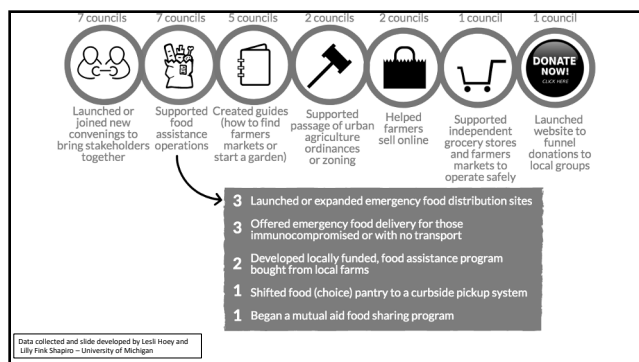 7 councils
7 councils
5 councils
2 councils
2 councils
1 council
1 council
DONATE
NOW!
CLICK HERE
Launched or
joined new
convenings to
bring stakeholders
together
Supported
food
assistance
operations
Created guides
(how to find
farmers
markets or
start a garden)
Supported
passage of urban
agriculture
ordinances
or zoning
Helped
farmers
sell online
Supported
independent
grocery stores
and farmers
markets to
operate safely
Launched
website to
funnel
donations to
local groups
3 Launched or expanded emergency food distribution sites
3 Offered emergency food delivery for those
immunocompromised or with no transport
2 Developed locally funded, food assistance program
bought from local farms
1 Shifted food (choice) pantry to a curbside pickup system
1 Began a mutual aid food sharing program
Data collected and slide developed by Lesli Hoey and
Lilly Fink Shapiro – University of Michigan